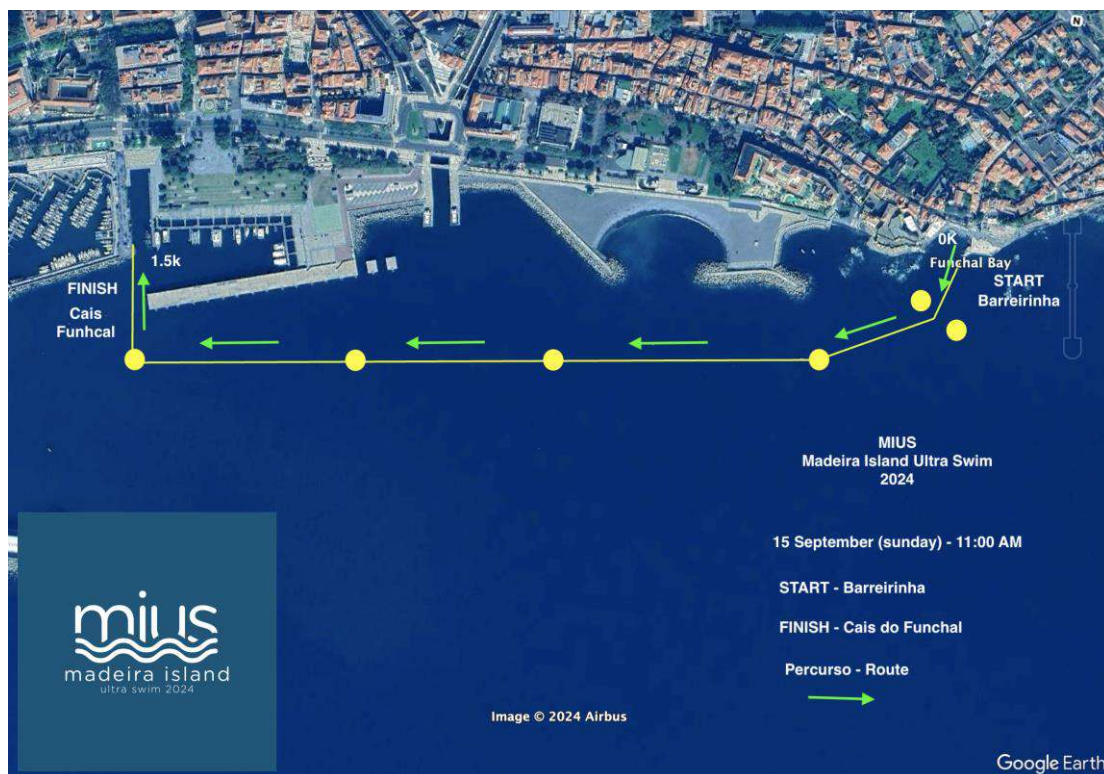 N
0K
Funchal Bay
START
Barreirinha
1.5k
FINISH
Cais
Funhcal
MIUS
Madeira Island Ultra Swim
2024
15 September (sunday) - 11:00 AM
START - Barreirinha
FINISH - Cais do Funchal
Percurso - Route
mius
madeira island
ultra swim 2024
Image © 2024 Airbus
Google Earth